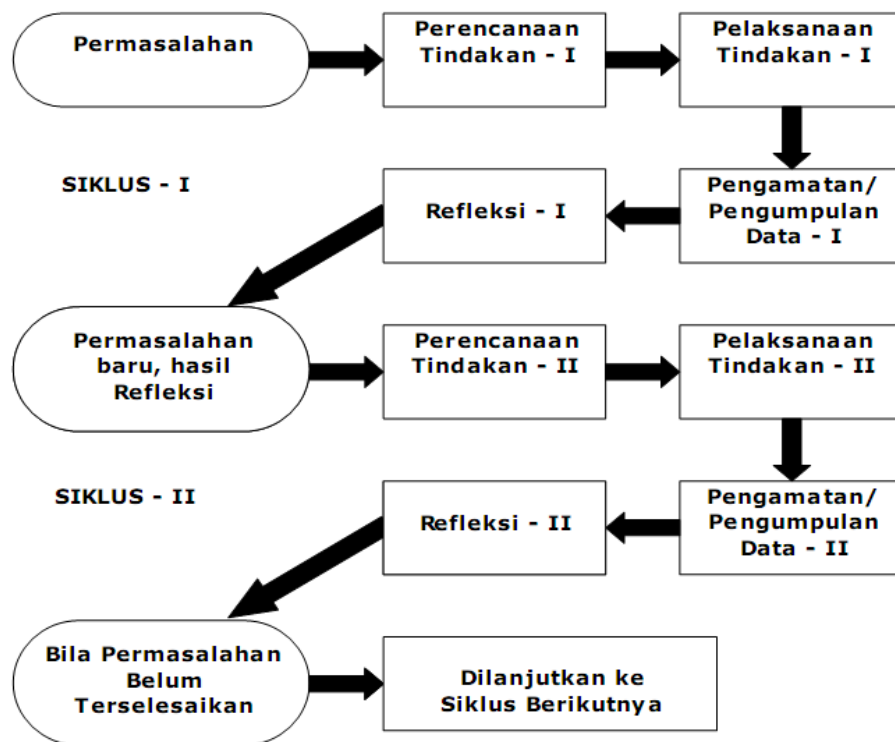 Permasalahan
Perencanaan
Tindakan - I
Pelaksanaan
Tindakan - I
SIKLUS - I
Refleksi - I
Pengamatan/
Pengumpulan
Data - I
Permasalahan
baru, hasil
Refleksi
Perencanaan
Tindakan - II
Pelaksanaan
Tindakan - II
SIKLUS - II
Refleksi - II
Pengamatan/
Pengumpulan
Data - II
Bila Permasalahan
Belum
Terselesaikan
Dilanjutkan ke
Siklus Berikutnya